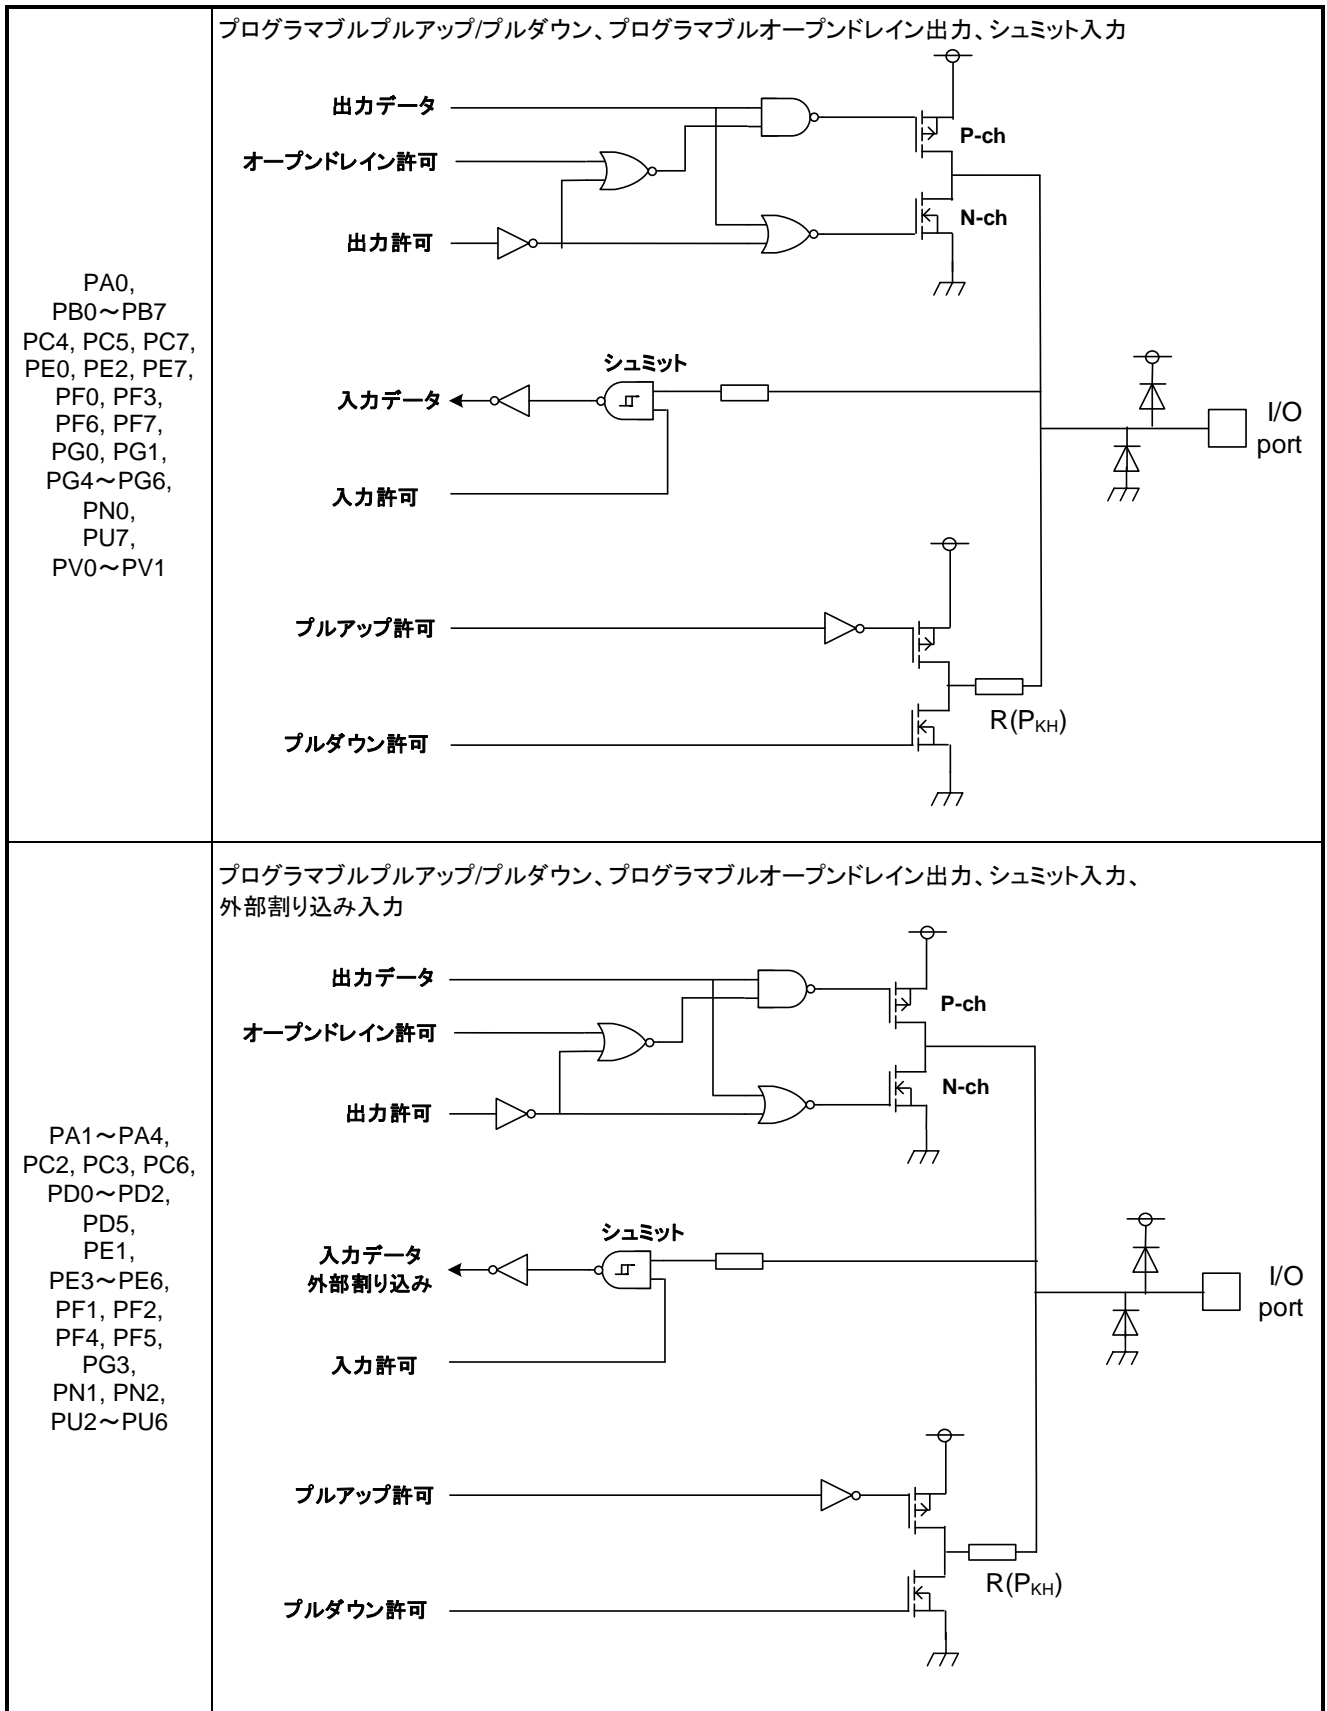 プログラマブルプルアップ/プルダウン、プログラマブルオープンドレイン出力、シュミット入力
出力データ
オープンドレイン許可
出力許可
P-ch
N-ch
PA0,
PB0～PB7
PC4, PC5, PC7,
PE0, PE2, PE7,
PF0, PF3,
PF6, PF7,
PG0, PG1,
PG4～PG6,
PN0,
PU7,
PV0～PV1
シュミット
入力データ
入力許可
I/O
port
プルアップ許可
プルダウン許可
R(PKH)
プログラマブルプルアップ/プルダウン、プログラマブルオープンドレイン出力、シュミット入力、
外部割り込み入力
出力データ
オープンドレイン許可
出力許可
P-ch
N-ch
PA1～PA4,
PC2, PC3, PC6,
PD0～PD2,
PD5,
PE1,
PE3～PE6,
PF1, PF2,
PF4, PF5,
PG3,
PN1, PN2,
PU2～PU6
シュミット
入力データ
外部割り込み
入力許可
I/O
port
プルアップ許可
プルダウン許可
R(PKH)